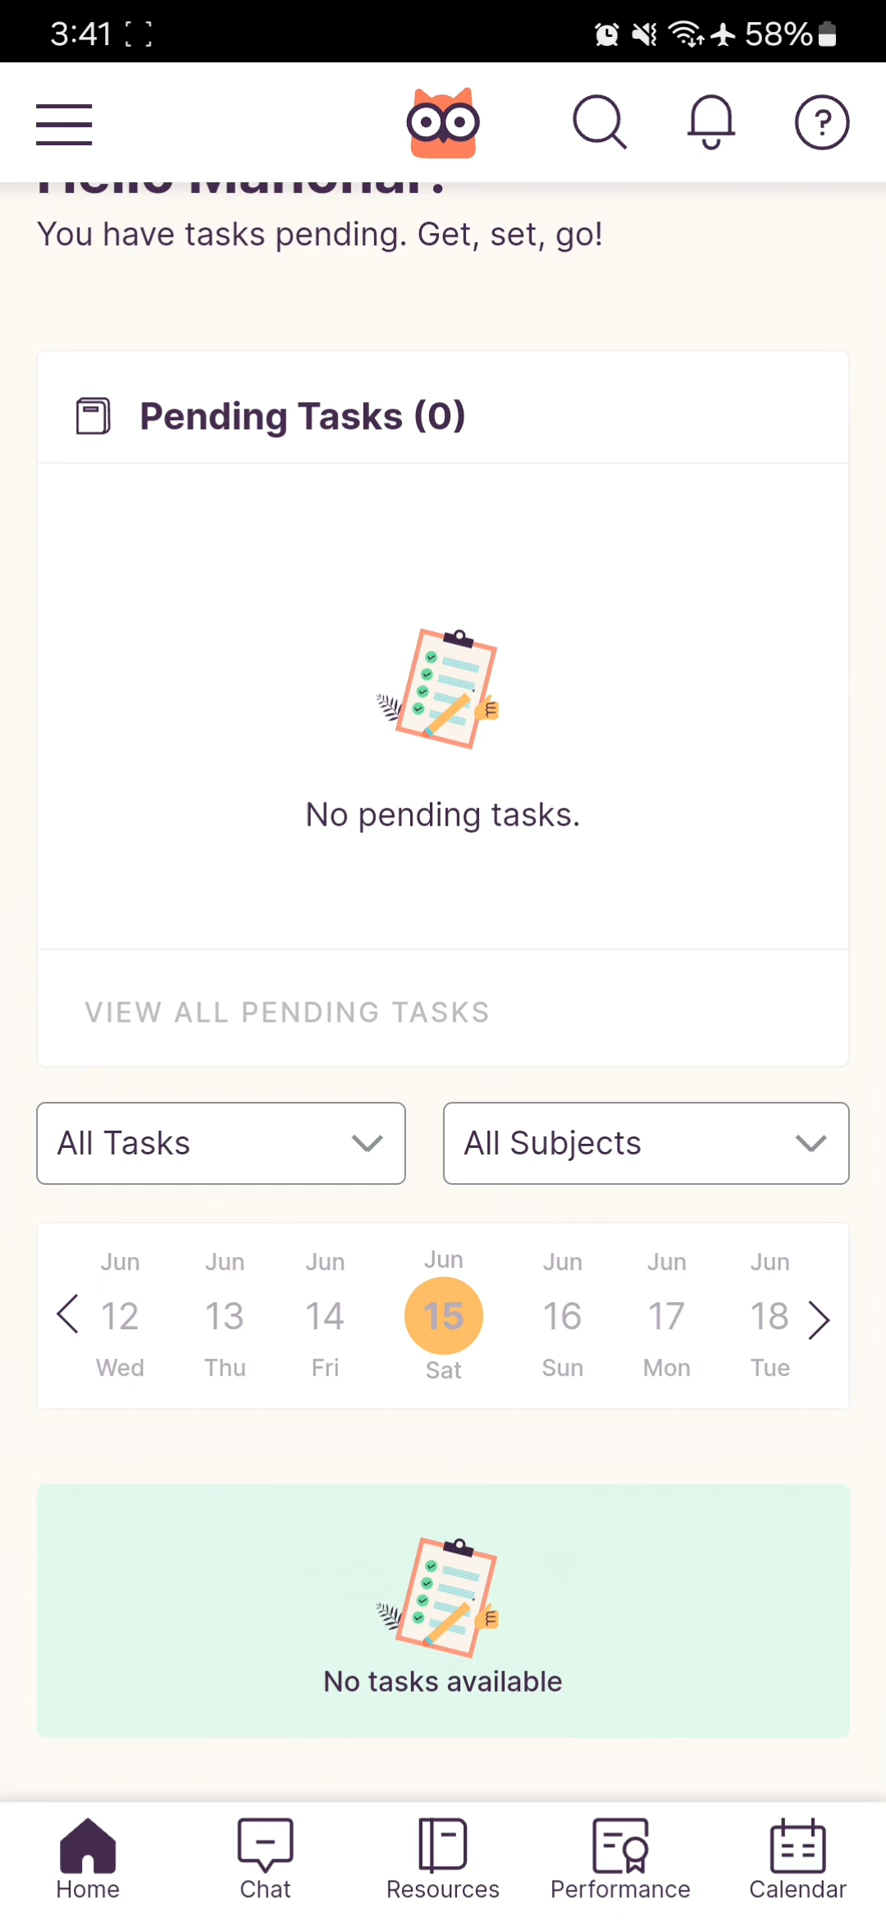 3:41
58%
Hello Manohar!
You have tasks pending. Get, set, go!
Pending Tasks (0)
No pending tasks.
VIEW ALL PENDING TASKS
All Tasks
All Subjects
Jun Jun Jun Jun Jun Jun Jun
12 13 14 15 16 17 18
Wed Thu Fri Sat Sun Mon Tue
No tasks available
Home Chat Resources Performance Calendar